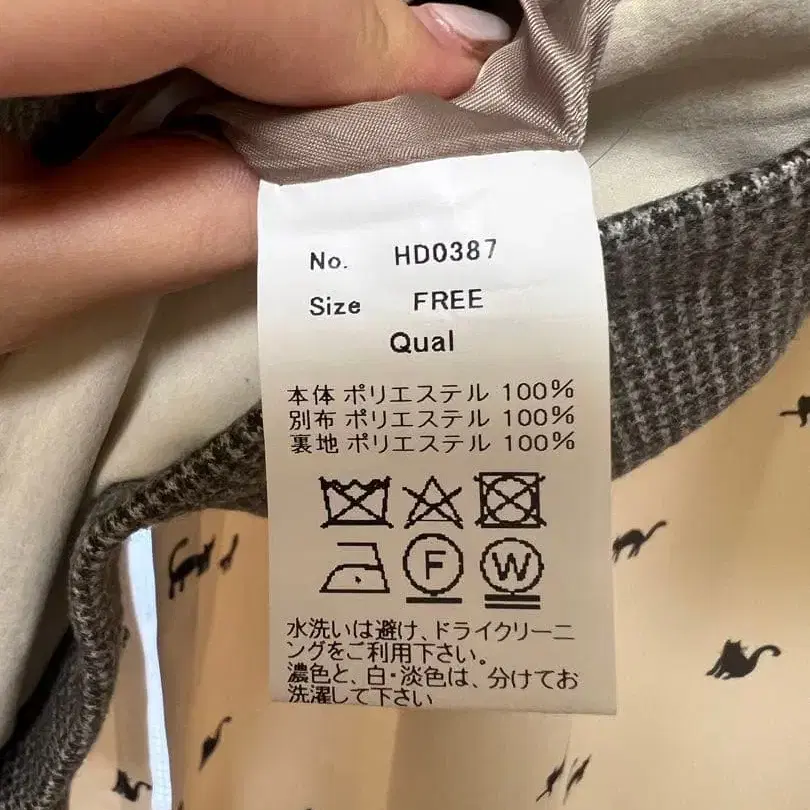 No. HD0387
Size FREE
Qual
本体 ポリエステル 100%
別布 ポリエステル 100%
裏地 ポリエステル 100%
F W
水洗いは避け、ドライクリーニ
ングをご利用下さい。
濃色と、白・淡色は、分けてお
洗濯して下さい